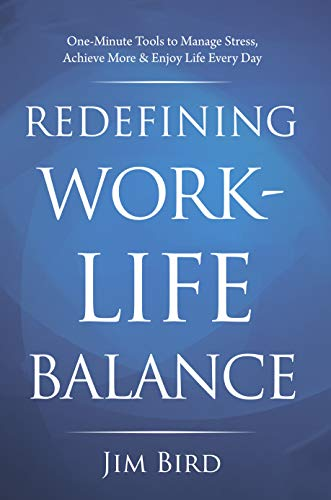 One-Minute Tools to Manage Stress,
Achieve More & Enjoy Life Every Day
REDEFINING
WORK-
LIFE
BALANCE
JIM BIRD